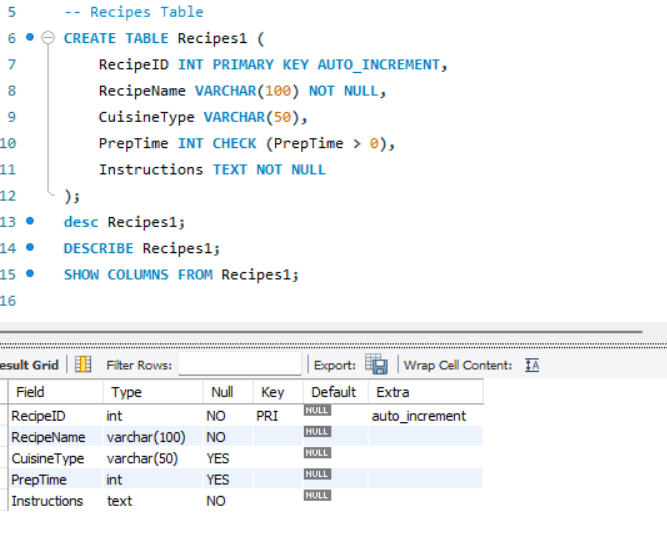 5 -- Recipes Table
6 CREATE TABLE Recipes1 (
7 RecipeID INT PRIMARY KEY AUTO_INCREMENT,
8 RecipeName VARCHAR(100) NOT NULL,
9 CuisineType VARCHAR(50),
10 PrepTime INT CHECK (PrepTime > 0),
11 Instructions TEXT NOT NULL
12 );
13 desc Recipes1;
14 DESCRIBE Recipes1;
15 SHOW COLUMNS FROM Recipes1;
16
esult Grid Filter Rows: Export: Wrap Cell Content:
Field Type Null Key Default Extra
RecipeID int NO PRI NULL auto_increment
RecipeName varchar(100) NO NULL
CuisineType varchar(50) YES NULL
PrepTime int YES NULL
Instructions text NO NULL